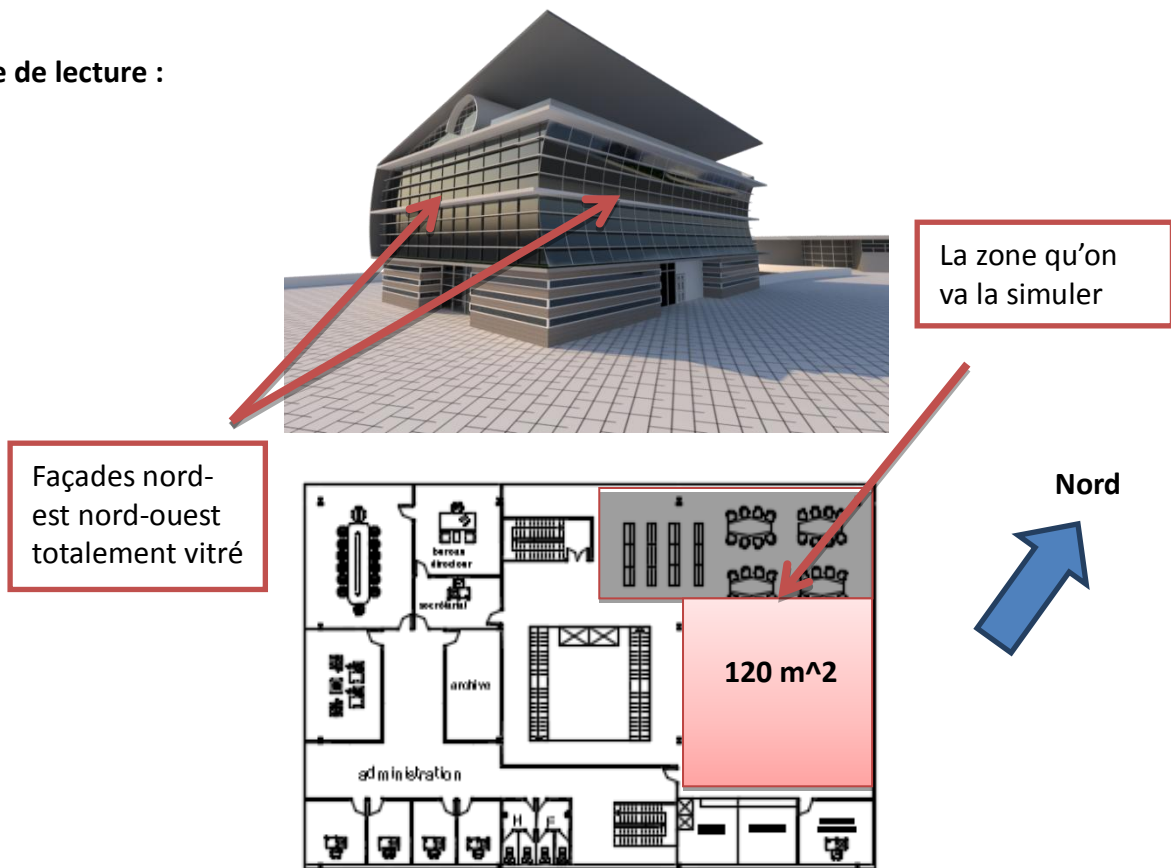 e de lecture :
La zone qu’on
va la simuler
Façades nord-
est nord-ouest
totalement vitré
Nord
bureau
directeur
secrétariat
archive
120 m^2
administration
H F